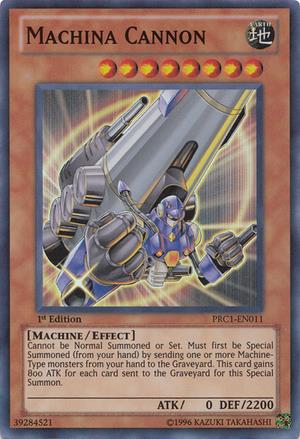 Machina Cannon
EARTH
地
1st Edition
PRC1-EN011
[Machine/Effect]
Cannot be Normal Summoned or Set. Must first be Special
Summoned (from your hand) by sending one or more Machine-
Type monsters from your hand to the Graveyard. This card gains
800 ATK for each card sent to the Graveyard for this Special
Summon.
ATK/ 0 DEF/2200
39284521
©1996 KAZUKI TAKAHASHI